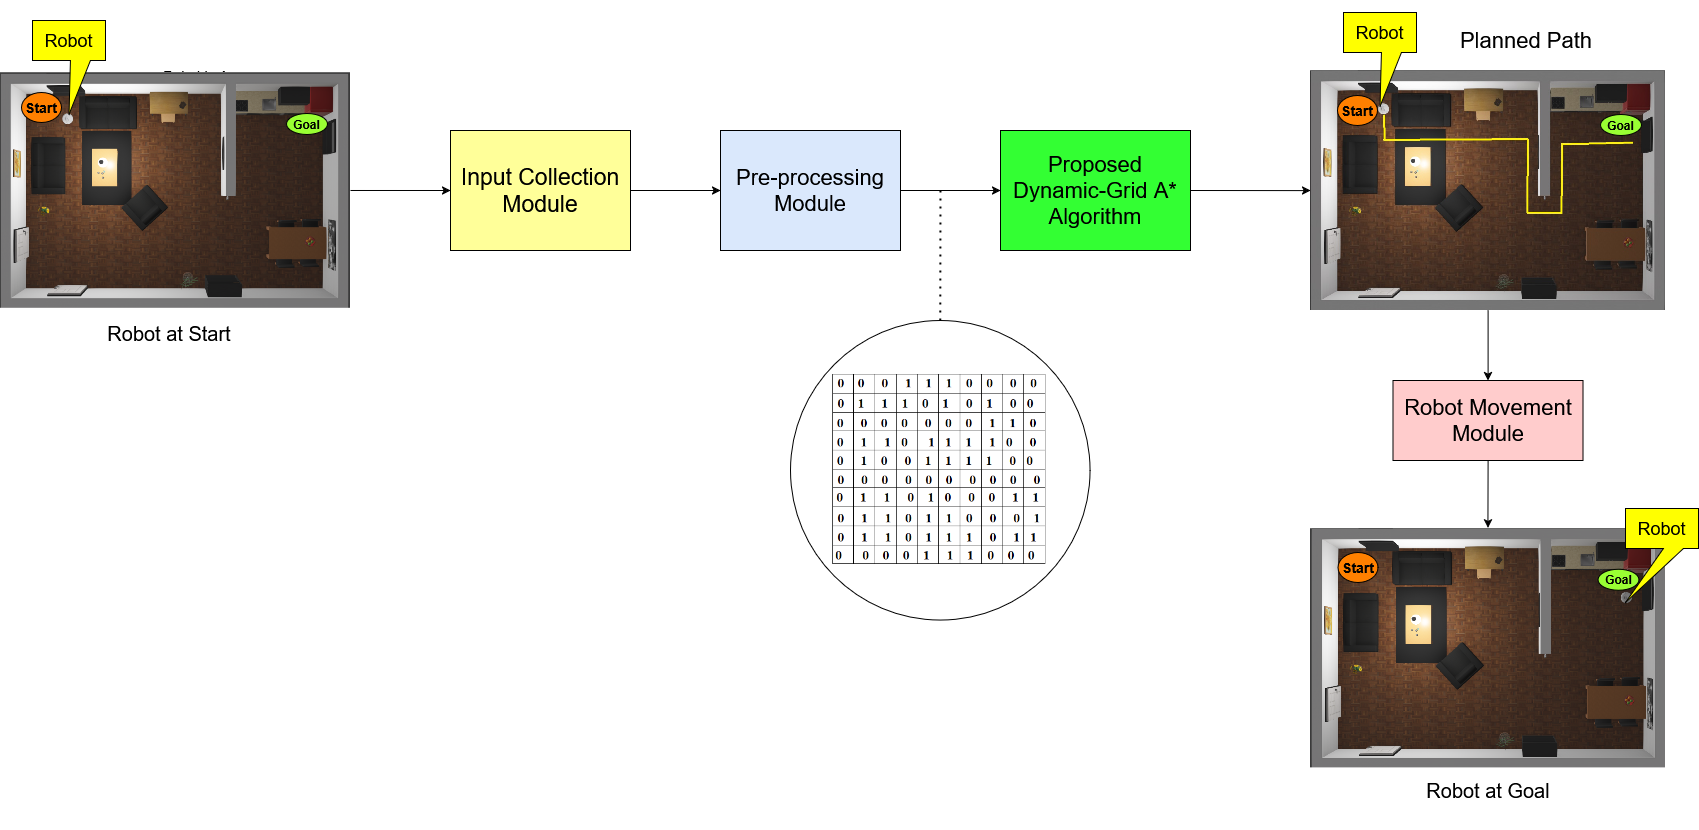 Robot
Start
Goal
Robot at Start
Input Collection
Module
Pre-processing
Module
Proposed
Dynamic-Grid A*
Algorithm
0 0 0 1 1 1 0 0 0 0
0 1 1 1 0 1 0 1 0 0
0 0 0 0 0 0 0 1 1 0
0 1 1 0 1 1 1 1 0 0
0 1 0 0 1 1 1 1 0 0
0 0 0 0 0 0 0 0 0 0
0 1 1 0 1 0 0 0 1 1
0 1 1 0 1 1 0 0 0 1
0 1 1 0 1 1 1 0 1 1
0 0 0 0 1 1 1 0 0 0
Robot
Planned Path
Start
Goal
Robot Movement
Module
Robot
Start
Goal
Robot at Goal